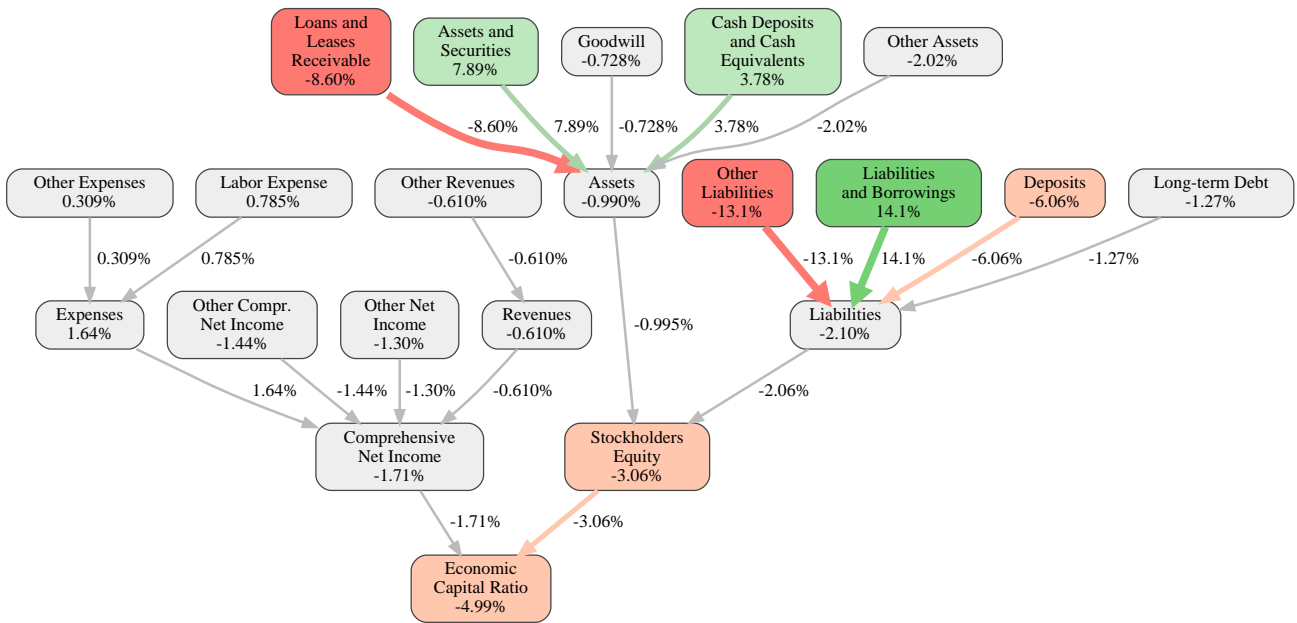 Loans and
Leases
Receivable
-8.60%
Assets and
Securities
7.89%
Goodwill
-0.728%
Cash Deposits
and Cash
Equivalents
3.78%
Other Assets
-2.02%
-8.60%
7.89%
-0.728%
3.78%
-2.02%
Other Expenses
0.309%
Labor Expense
0.785%
Other Revenues
-0.610%
Assets
-0.990%
Other
Liabilities
-13.1%
Liabilities
and Borrowings
14.1%
Deposits
-6.06%
Long-term Debt
-1.27%
0.309%
0.785%
-0.610%
-13.1%
14.1%
-6.06%
-1.27%
Expenses
1.64%
Other Compr.
Net Income
-1.44%
Other Net
Income
-1.30%
Revenues
-0.610%
-0.995%
Liabilities
-2.10%
1.64%
-1.44%
-1.30%
-0.610%
-2.06%
Comprehensive
Net Income
-1.71%
Stockholders
Equity
-3.06%
-1.71%
-3.06%
Economic
Capital Ratio
-4.99%